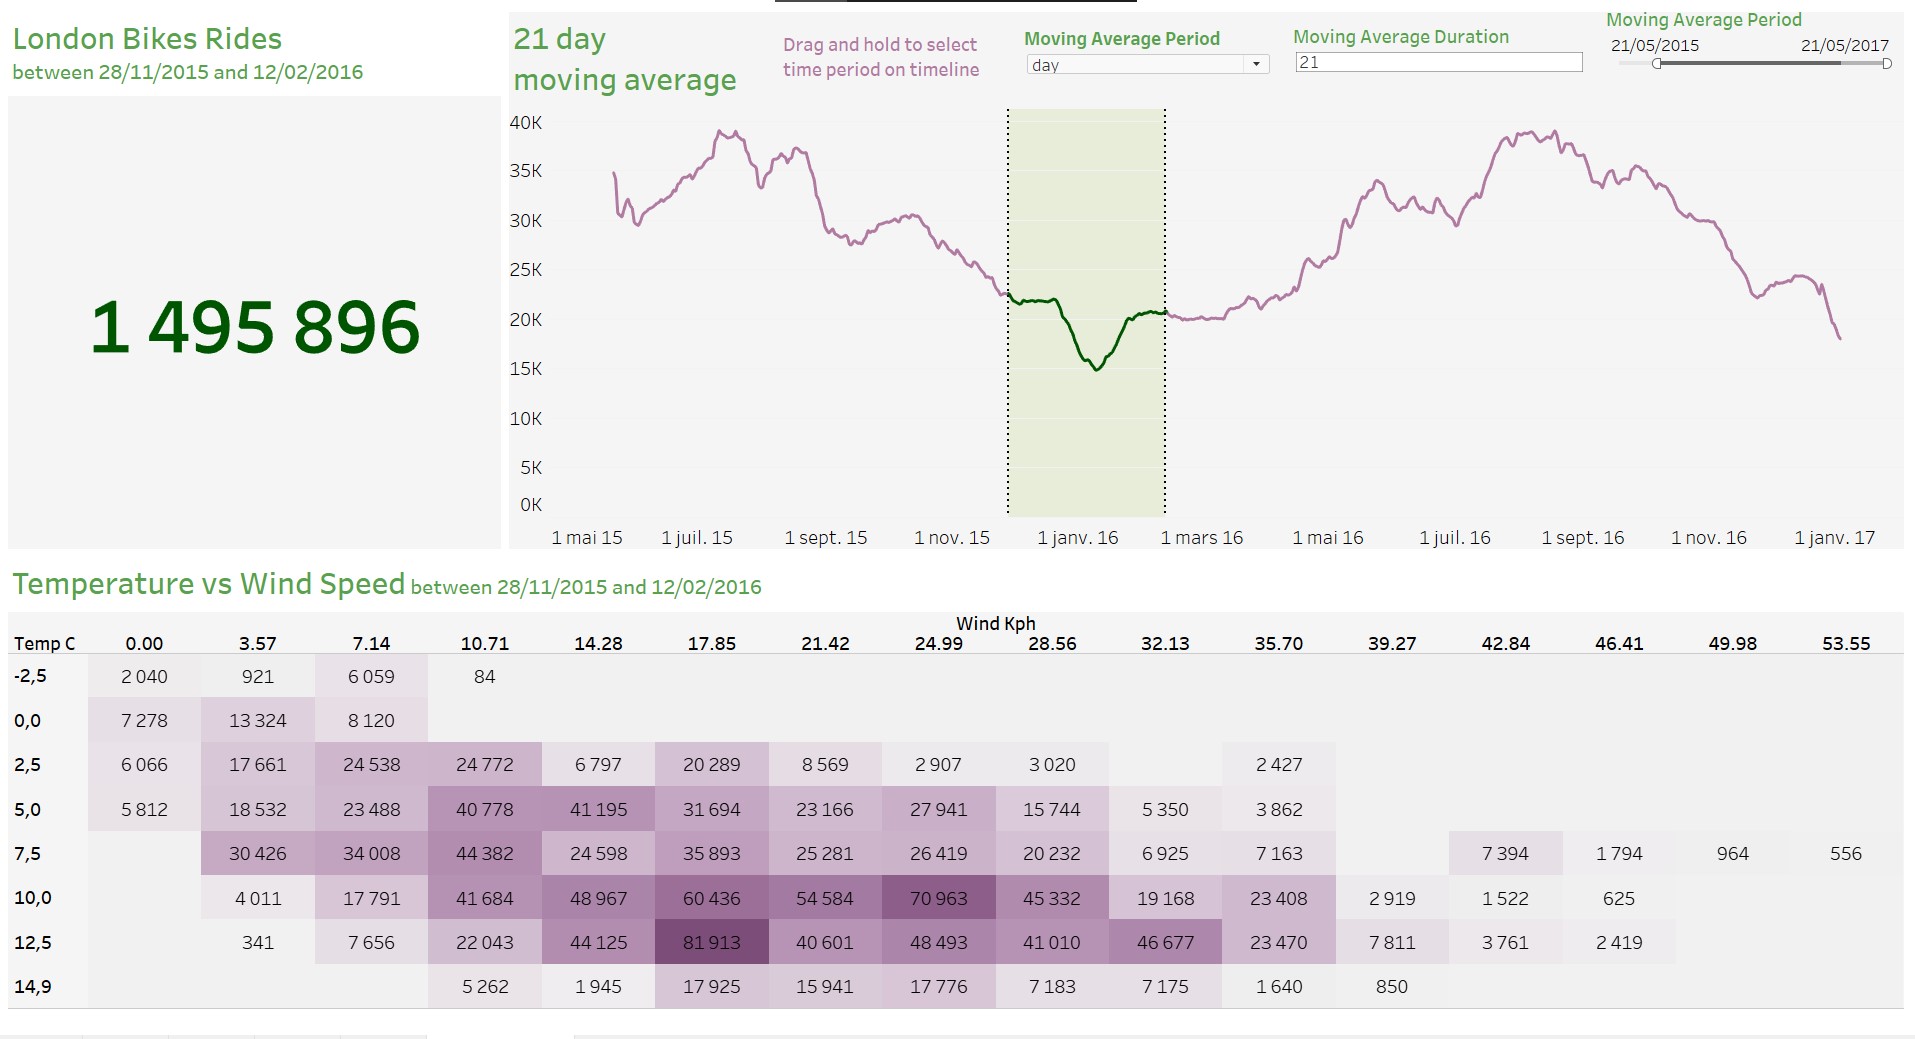 London Bikes Rides
between 28/11/2015 and 12/02/2016
1 495 896
21 day
moving average
Drag and hold to select
time period on timeline
Moving Average Period
day
Moving Average Duration
21
Moving Average Period
21/05/2015 21/05/2017
40K
35K
30K
25K
20K
15K
10K
5K
0K
1 mai 15 1 juil. 15 1 sept. 15 1 nov. 15 1 janv. 16 1 mars 16 1 mai 16 1 juil. 16 1 sept. 16 1 nov. 16 1 janv. 17
Temperature vs Wind Speed between 28/11/2015 and 12/02/2016
Wind Kph
Temp C 0.00 3.57 7.14 10.71 14.28 17.85 21.42 24.99 28.56 32.13 35.70 39.27 42.84 46.41 49.98 53.55
-2,5 2 040 921 6 059 84
0,0 7 278 13 324 8 120
2,5 6 066 17 661 24 538 24 772 6 797 20 289 8 569 2 907 3 020 2 427
5,0 5 812 18 532 23 488 40 778 41 195 31 694 23 166 27 941 15 744 5 350 3 862
7,5 30 426 34 008 44 382 24 598 35 893 25 281 26 419 20 232 6 925 7 163 7 394 1 794 964 556
10,0 4 011 17 791 41 684 48 967 60 436 54 584 70 963 45 332 19 168 23 408 2 919 1 522 625
12,5 341 7 656 22 043 44 125 81 913 40 601 48 493 41 010 46 677 23 470 7 811 3 761 2 419
14,9 5 262 1 945 17 925 15 941 17 776 7 183 7 175 1 640 850